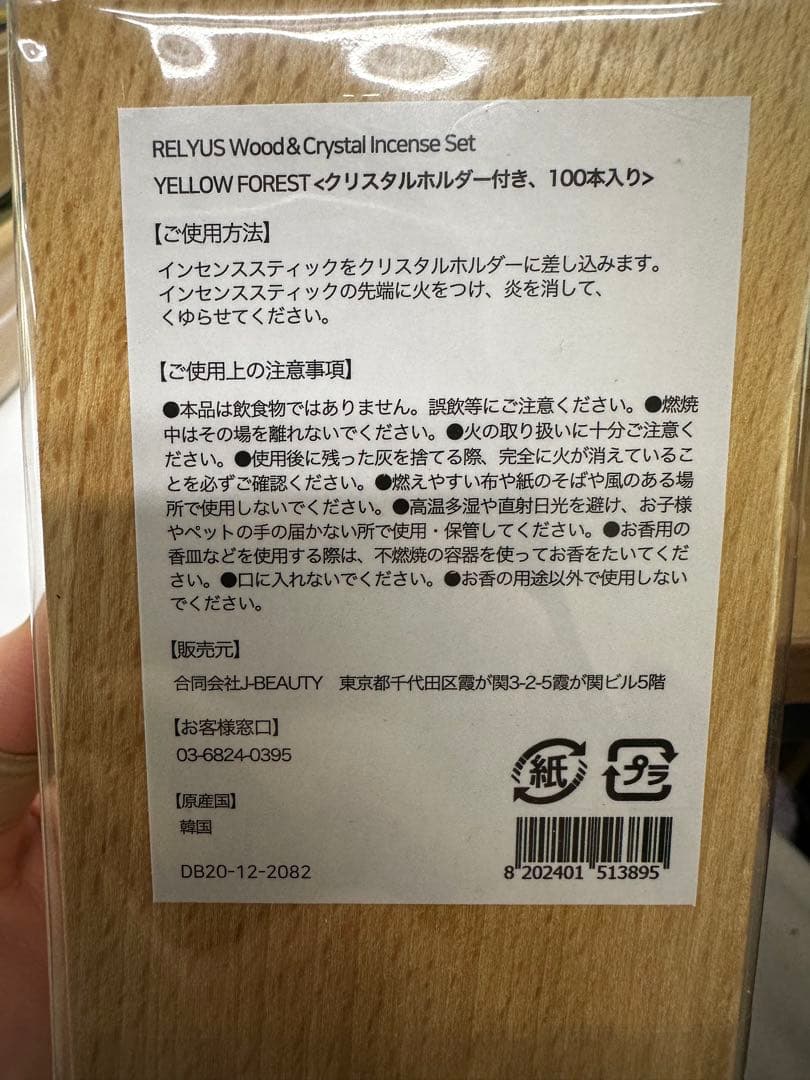 RELYUS Wood&Crystal Incense Set
YELLOW FOREST<クリスタルホルダー付き、100本入り>
【ご使用方法】
インセンススティックをクリスタルホルダーに差し込みます。
インセンススティックの先端に火をつけ、炎を消して、
くゆらせてください。
【ご使用上の注意事項】
●本品は飲食物ではありません。誤飲等にご注意ください。●燃焼
中はその場を離れないでください。●火の取り扱いに十分ご注意く
ださい。●使用後に残った灰を捨てる際、完全に火が消えているこ
とを必ずご確認ください。●燃えやすい布や紙のそばや風のある場
所で使用しないでください。●高温多湿や直射日光を避け、お子様
やペットの手の届かない所で使用・保管してください。●お香用の
香皿などを使用する際は、不燃焼の容器を使ってお香をたいてくだ
さい。●口に入れないでください。●お香の用途以外で使用しない
でください。
【販売元】
合同会社J-BEAUTY 東京都千代田区霞が関3-2-5霞が関ビル5階
【お客様窓口】
03-6824-0395
【原産国】
韓国
紙 プラ
DB20-12-2082
8 202401 513895